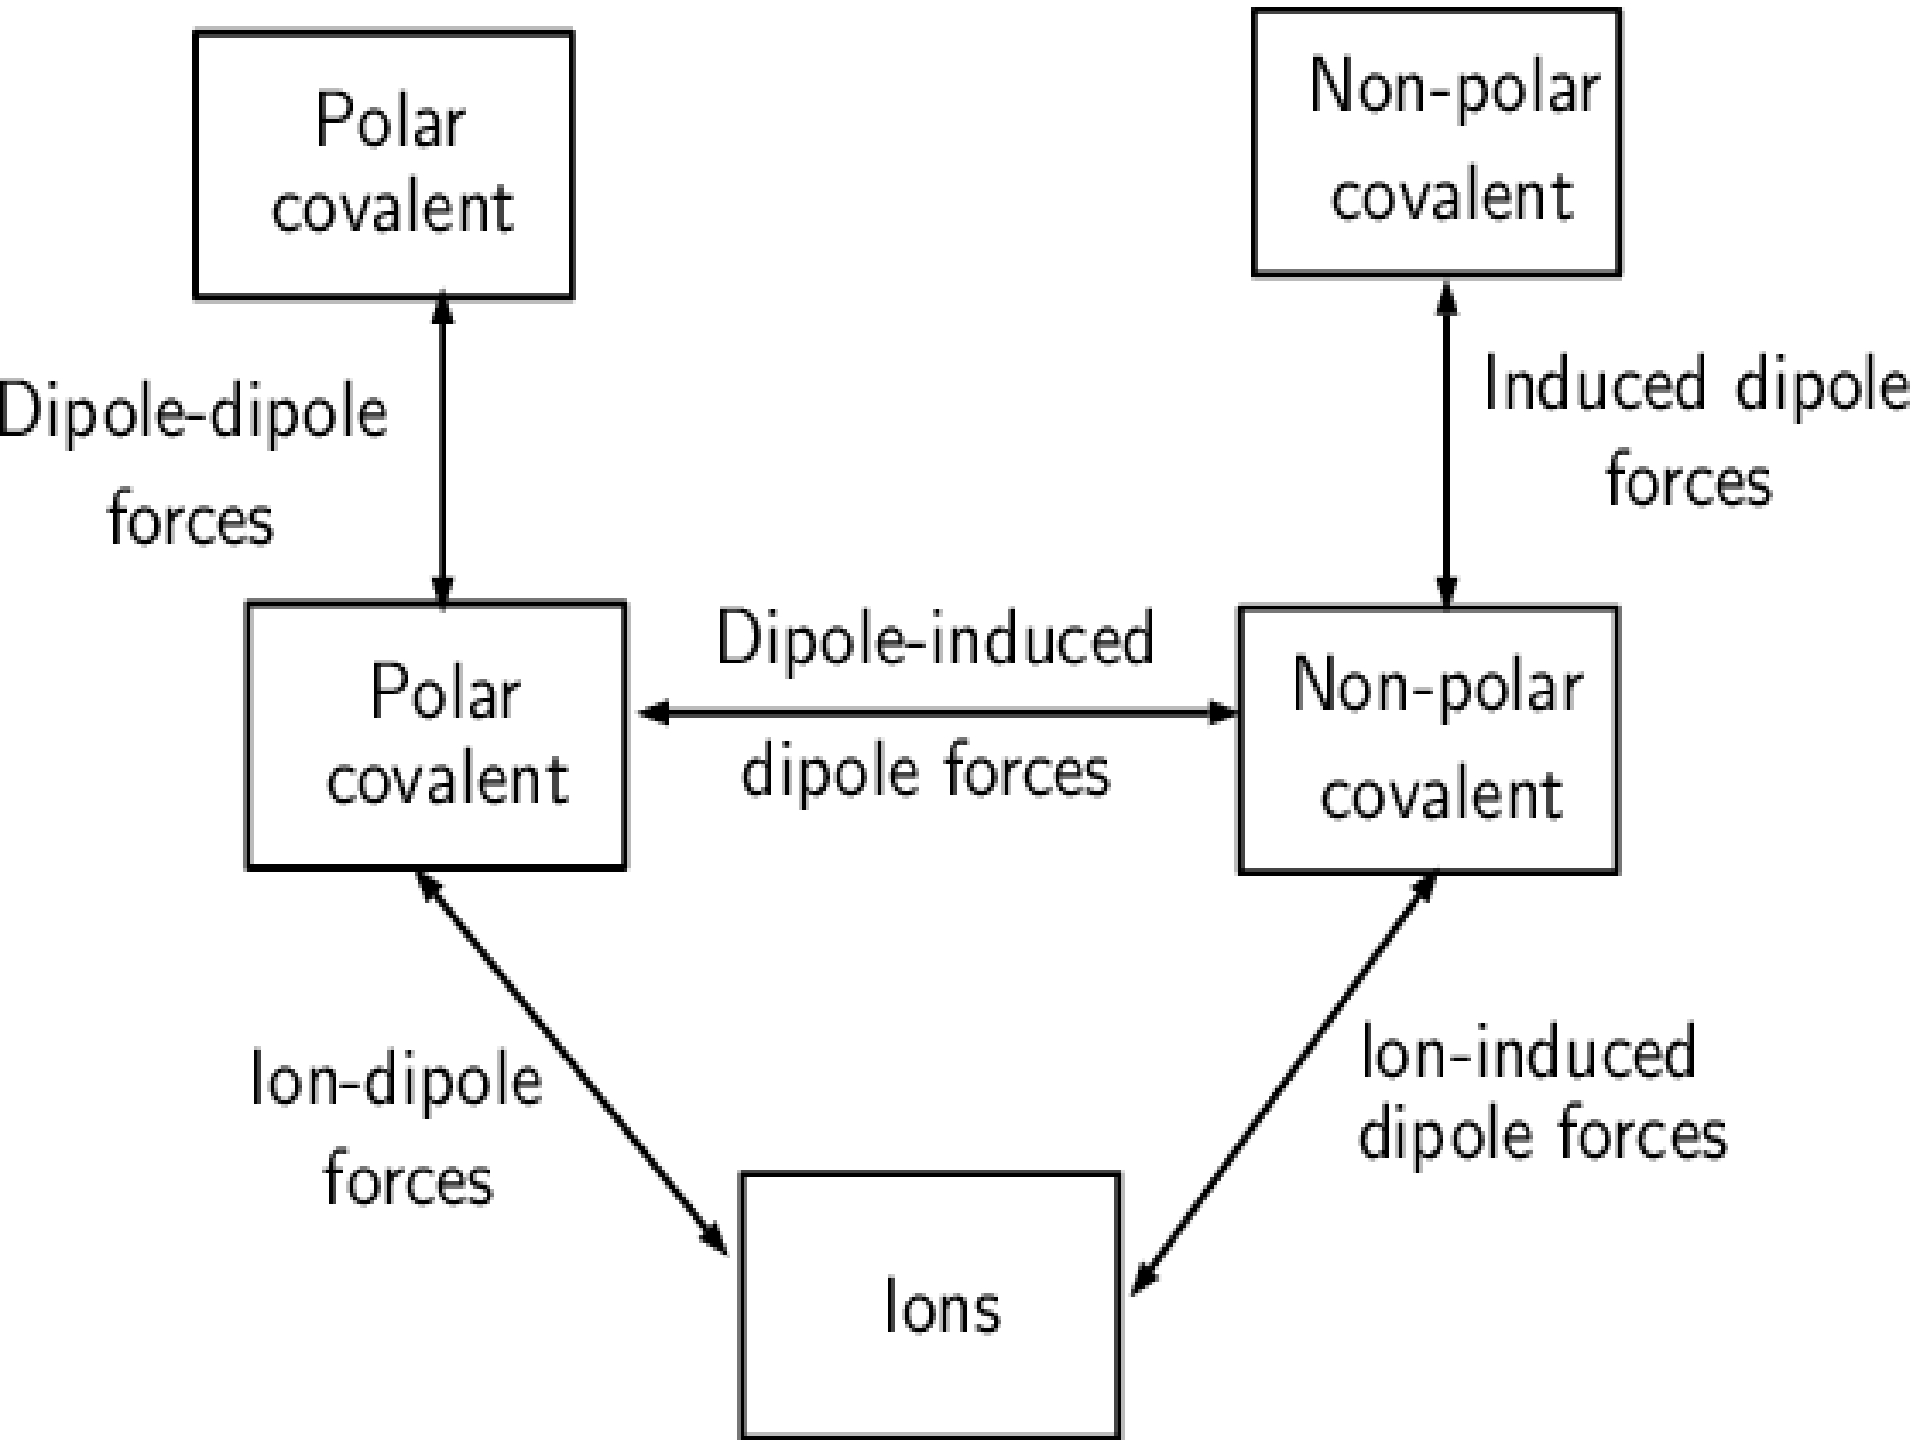 Polar
covalent
Non-polar
covalent
Dipole-dipole
forces
Induced dipole
forces
Polar
covalent
Dipole-induced
dipole forces
Non-polar
covalent
Ion-dipole
forces
Ion-induced
dipole forces
Ions